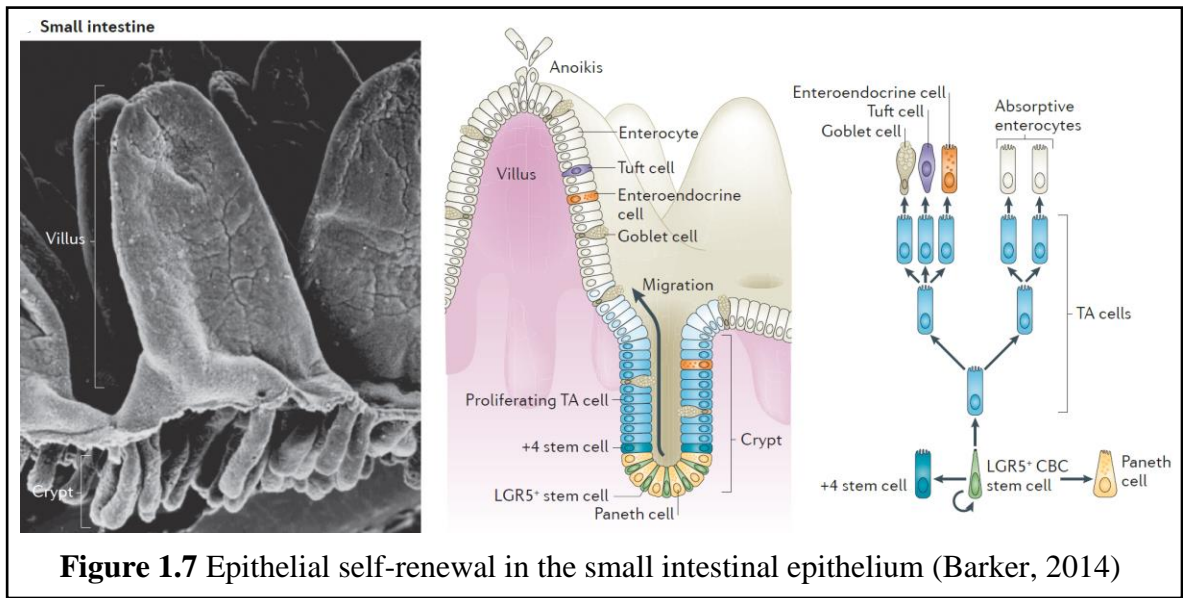 Small intestine
Villus
Crypt
Anoikis
Enterocyte
Villus
Tuft cell
Enteroendocrine
cell
Goblet cell
Migration
Proliferating TA cell
+4 stem cell
Crypt
LGR5⁺ stem cell
Paneth cell
Enteroendocrine cell
Tuft cell
Goblet cell
Absorptive
enterocytes
TA cells
+4 stem cell
LGR5⁺ CBC
stem cell
Paneth
cell
Figure 1.7 Epithelial self-renewal in the small intestinal epithelium (Barker, 2014)